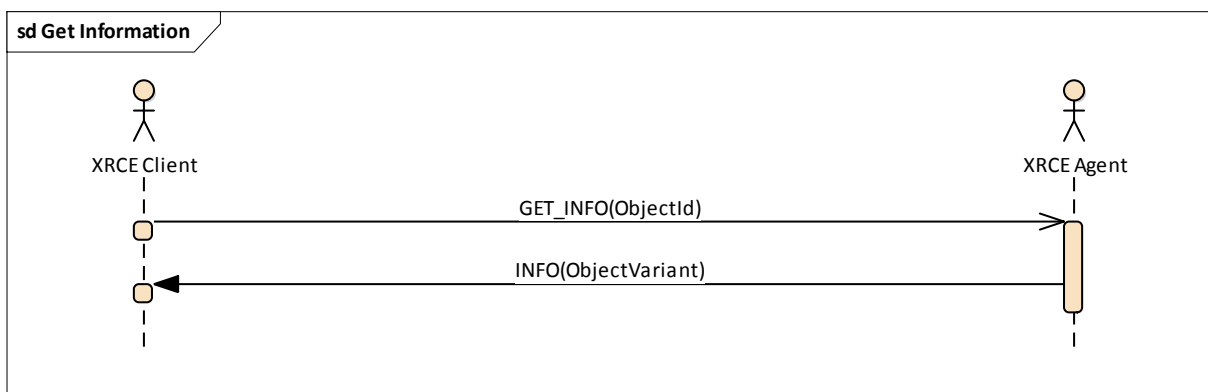 sd Get Information
XRCE Client
XRCE Agent
GET_INFO(ObjectId)
INFO(ObjectVariant)